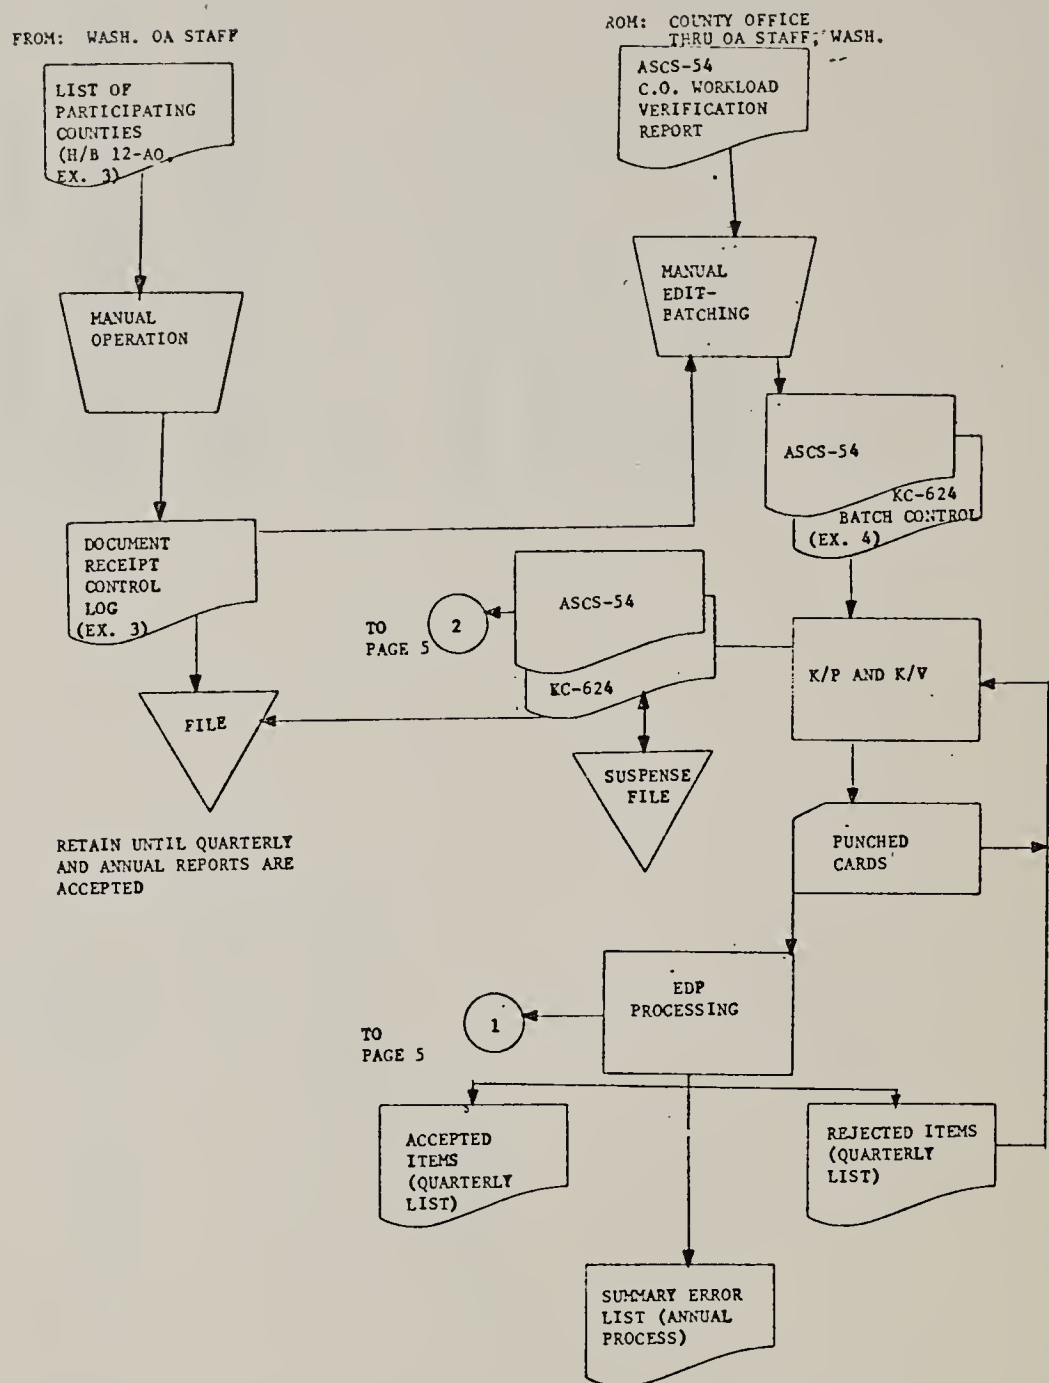 FROM: WASH. OA STAFF
ROM: COUNTY OFFICE
THRU OA STAFF, WASH.
LIST OF
PARTICIPATING
COUNTIES
(H/B 12-AO,
EX. 3)
ASCS-54
C.O. WORKLOAD
VERIFICATION
REPORT
MANUAL
OPERATION
MANUAL
EDIT-
BATCHING
ASCS-54
KC-624
BATCH CONTROL
(EX. 4)
DOCUMENT
RECEIPT
CONTROL
LOG
(EX. 3)
TO
PAGE 5
2
ASCS-54
KC-624
K/P AND K/V
FILE
SUSPENSE
FILE
RETAIN UNTIL QUARTERLY
AND ANNUAL REPORTS ARE
ACCEPTED
PUNCHED
CARDS
EDP
PROCESSING
TO
PAGE 5
1
ACCEPTED
ITEMS
(QUARTERLY
LIST)
REJECTED ITEMS
(QUARTERLY
LIST)
SUMMARY ERROR
LIST (ANNUAL
PROCESS)